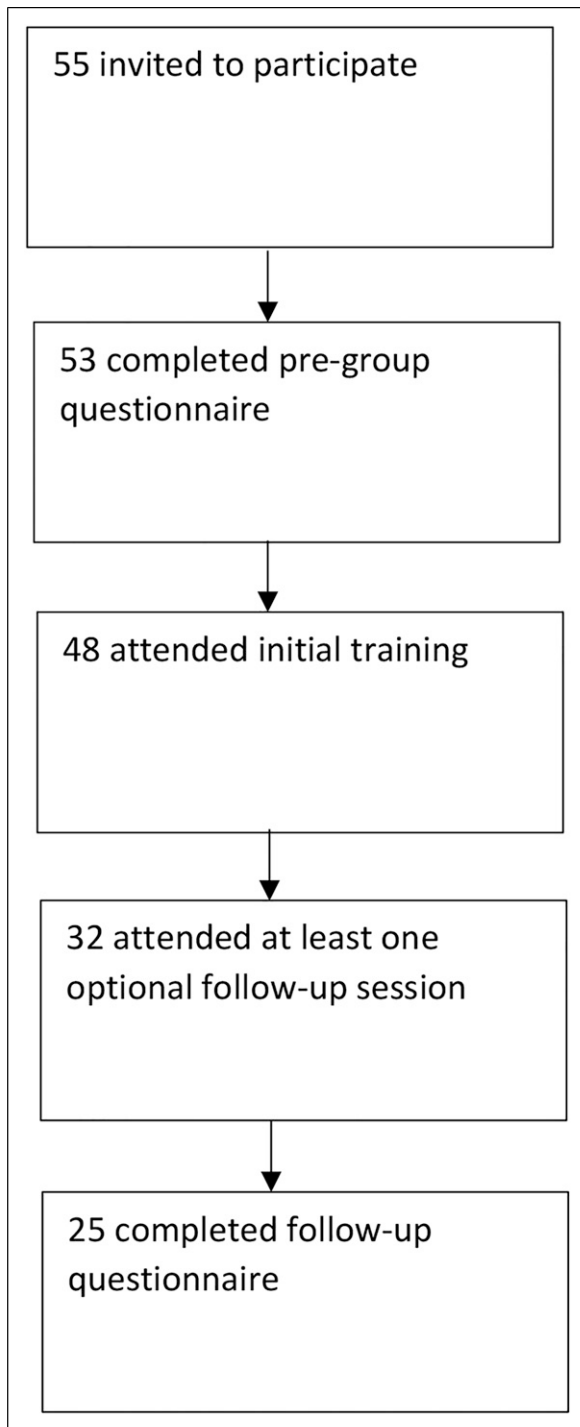 55 invited to participate
53 completed pre-group
questionnaire
48 attended initial training
32 attended at least one
optional follow-up session
25 completed follow-up
questionnaire